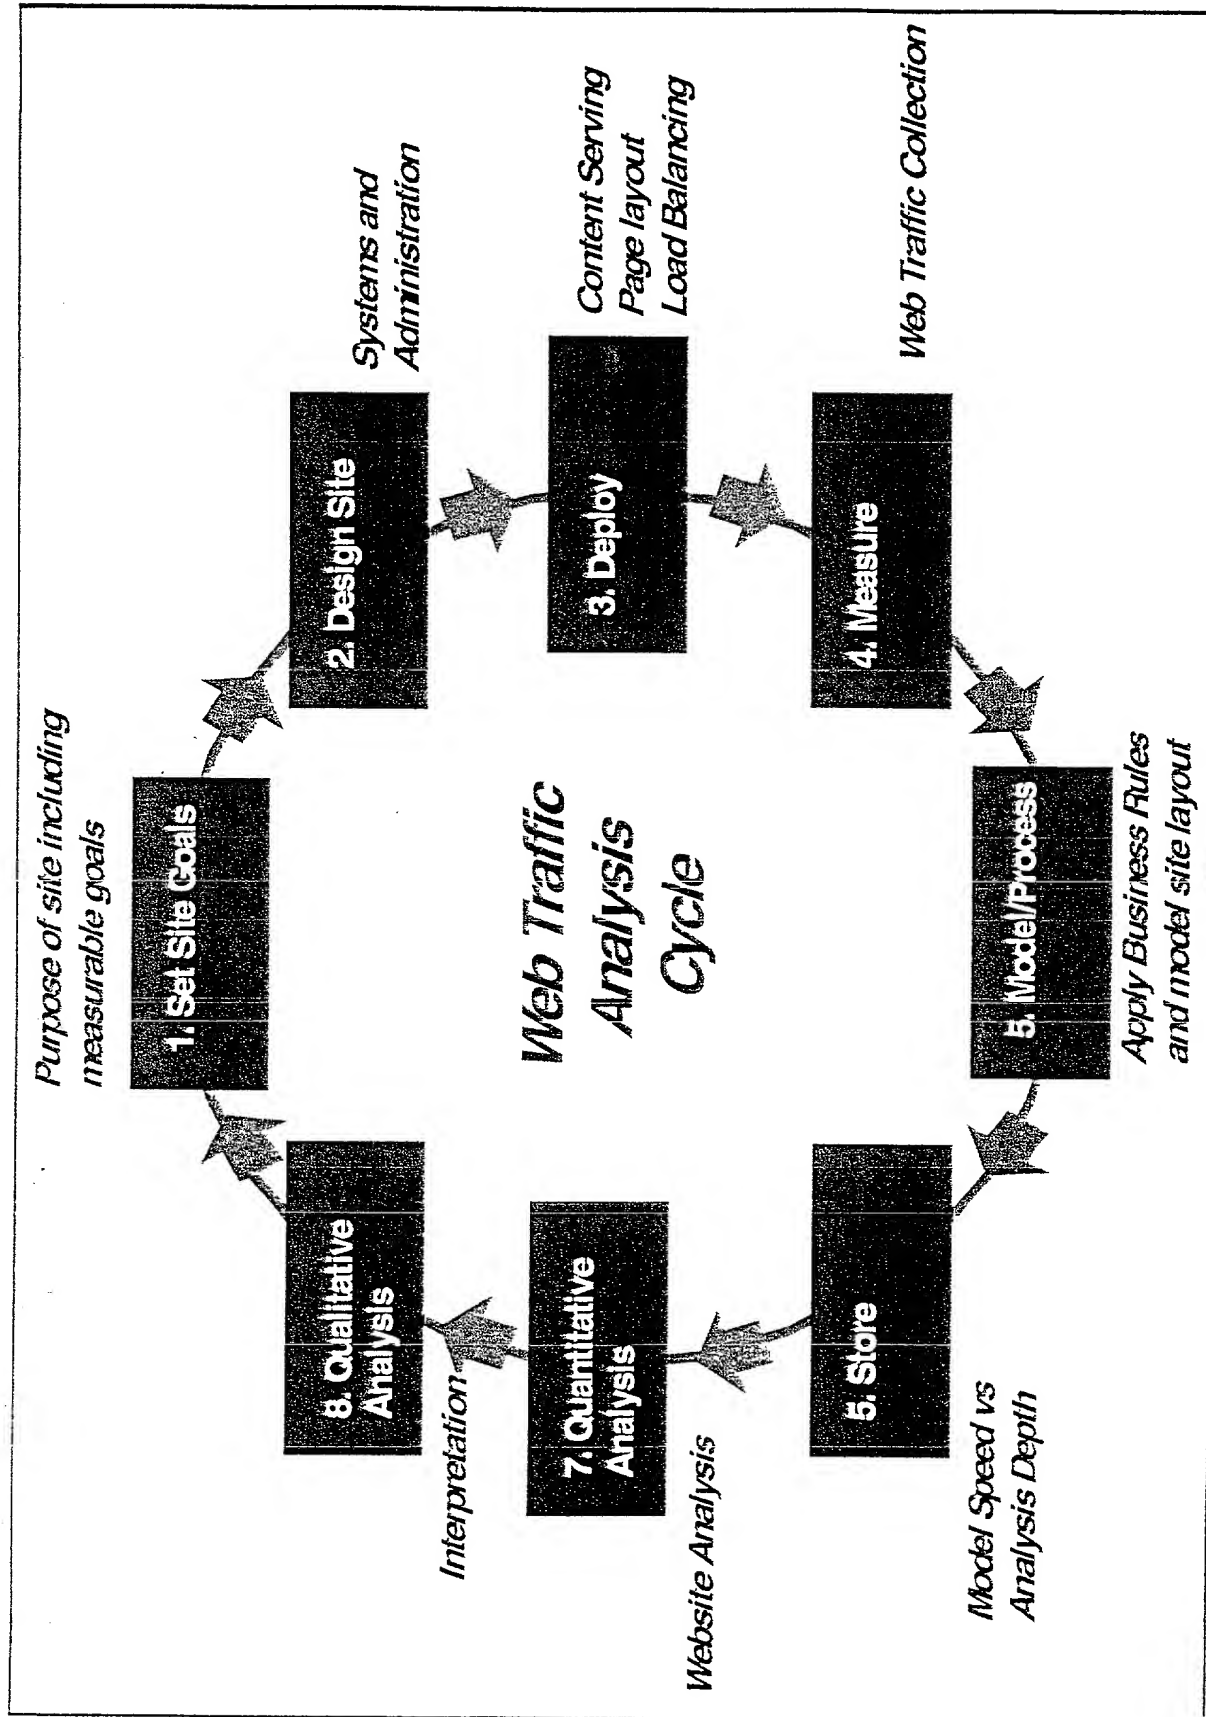 Purpose of site including
measurable goals
1. Set Site Goals
2. Design Site
Systems and
Administration
3. Deploy
Content Serving
Page layout
Load Balancing
4. Measure
Web Traffic Collection
5. Model/Process
Apply Business Rules
and model site layout
5. Store
Model Speed vs
Analysis Depth
7. Quantitative
Analysis
Website Analysis
8. Qualitative
Analysis
Interpretation
Web Traffic
Analysis
Cycle